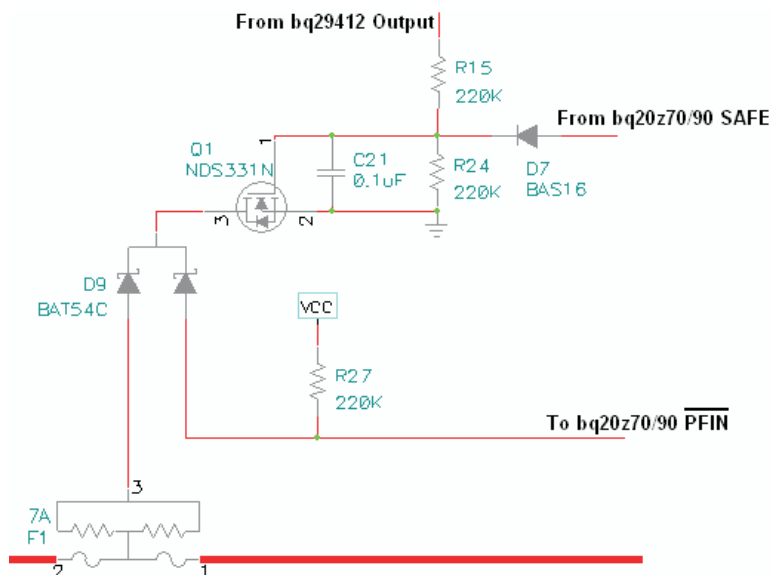 From bq29412 Output
R15
220K
From bq20z70/90 SAFE
Q1
NDS331N
1
C21
0.1uF
R24
220K
D7
BAS16
3
2
D9
BAT54C
VCC
R27
220K
To bq20z70/90 PFIN
3
7A
F1
2
1